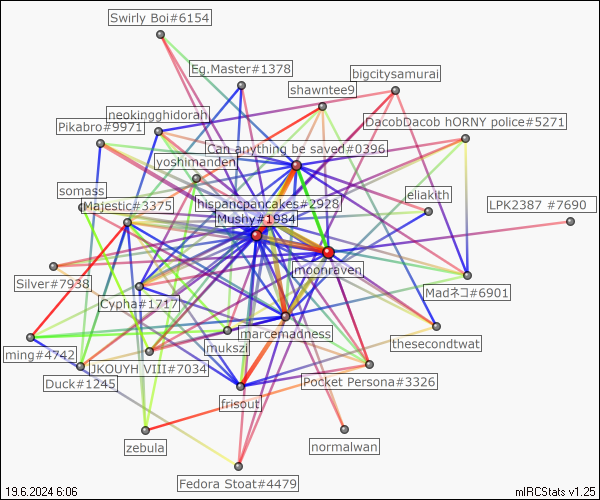 Swirly Boi#6154
Eg.Master#1378
bigcitysamurai
shawntee9
neokingghidorah
DacobDacob hORNY police#5271
Pikabro#9971
Can anything be saved#0396
yoshimanden
somass
eliakith
hispancpancakes#2928
LPK2387 #7690
Majestic#3375
Mushy#1984
moonraven
Silver#7938
Madネコ#6901
Cypha#1717
marcemadness
thesecondtwat
mukszi
ming#4742
JKOUYH VIII#7034
Duck#1245
Pocket Persona#3326
frisout
zebula
normalwan
Fedora Stoat#4479
19.6.2024 6:06
mIRCStats v1.25